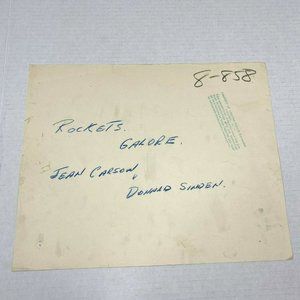 8-858
ROCKETS.
GALORE.
JEAN CARSON
& DONALD SINDEN.